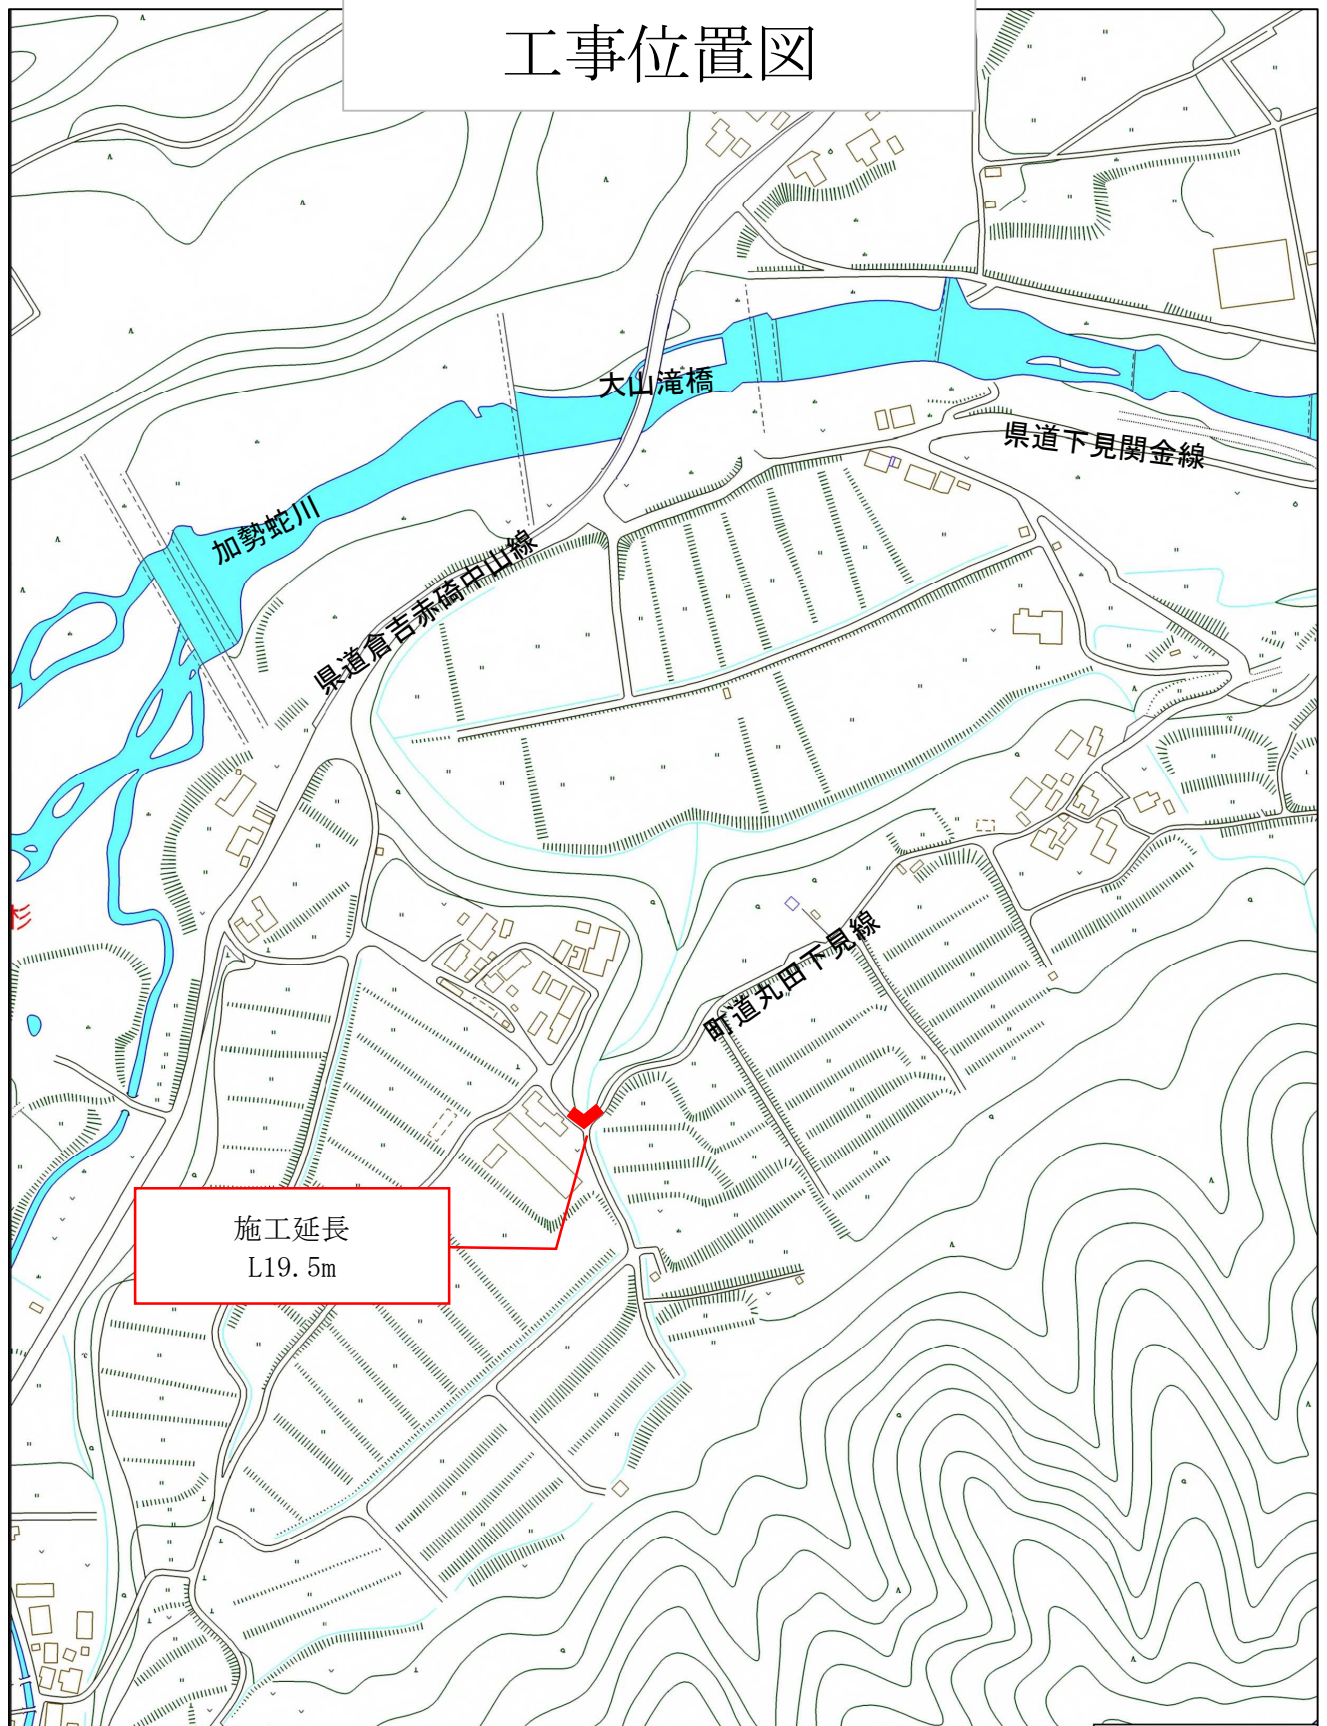 工事位置図
大山滝橋
県道下見関金線
加勢蛇川
県道倉吉赤碕中山線
杉
町道丸田下見線
施工延長
L19.5m